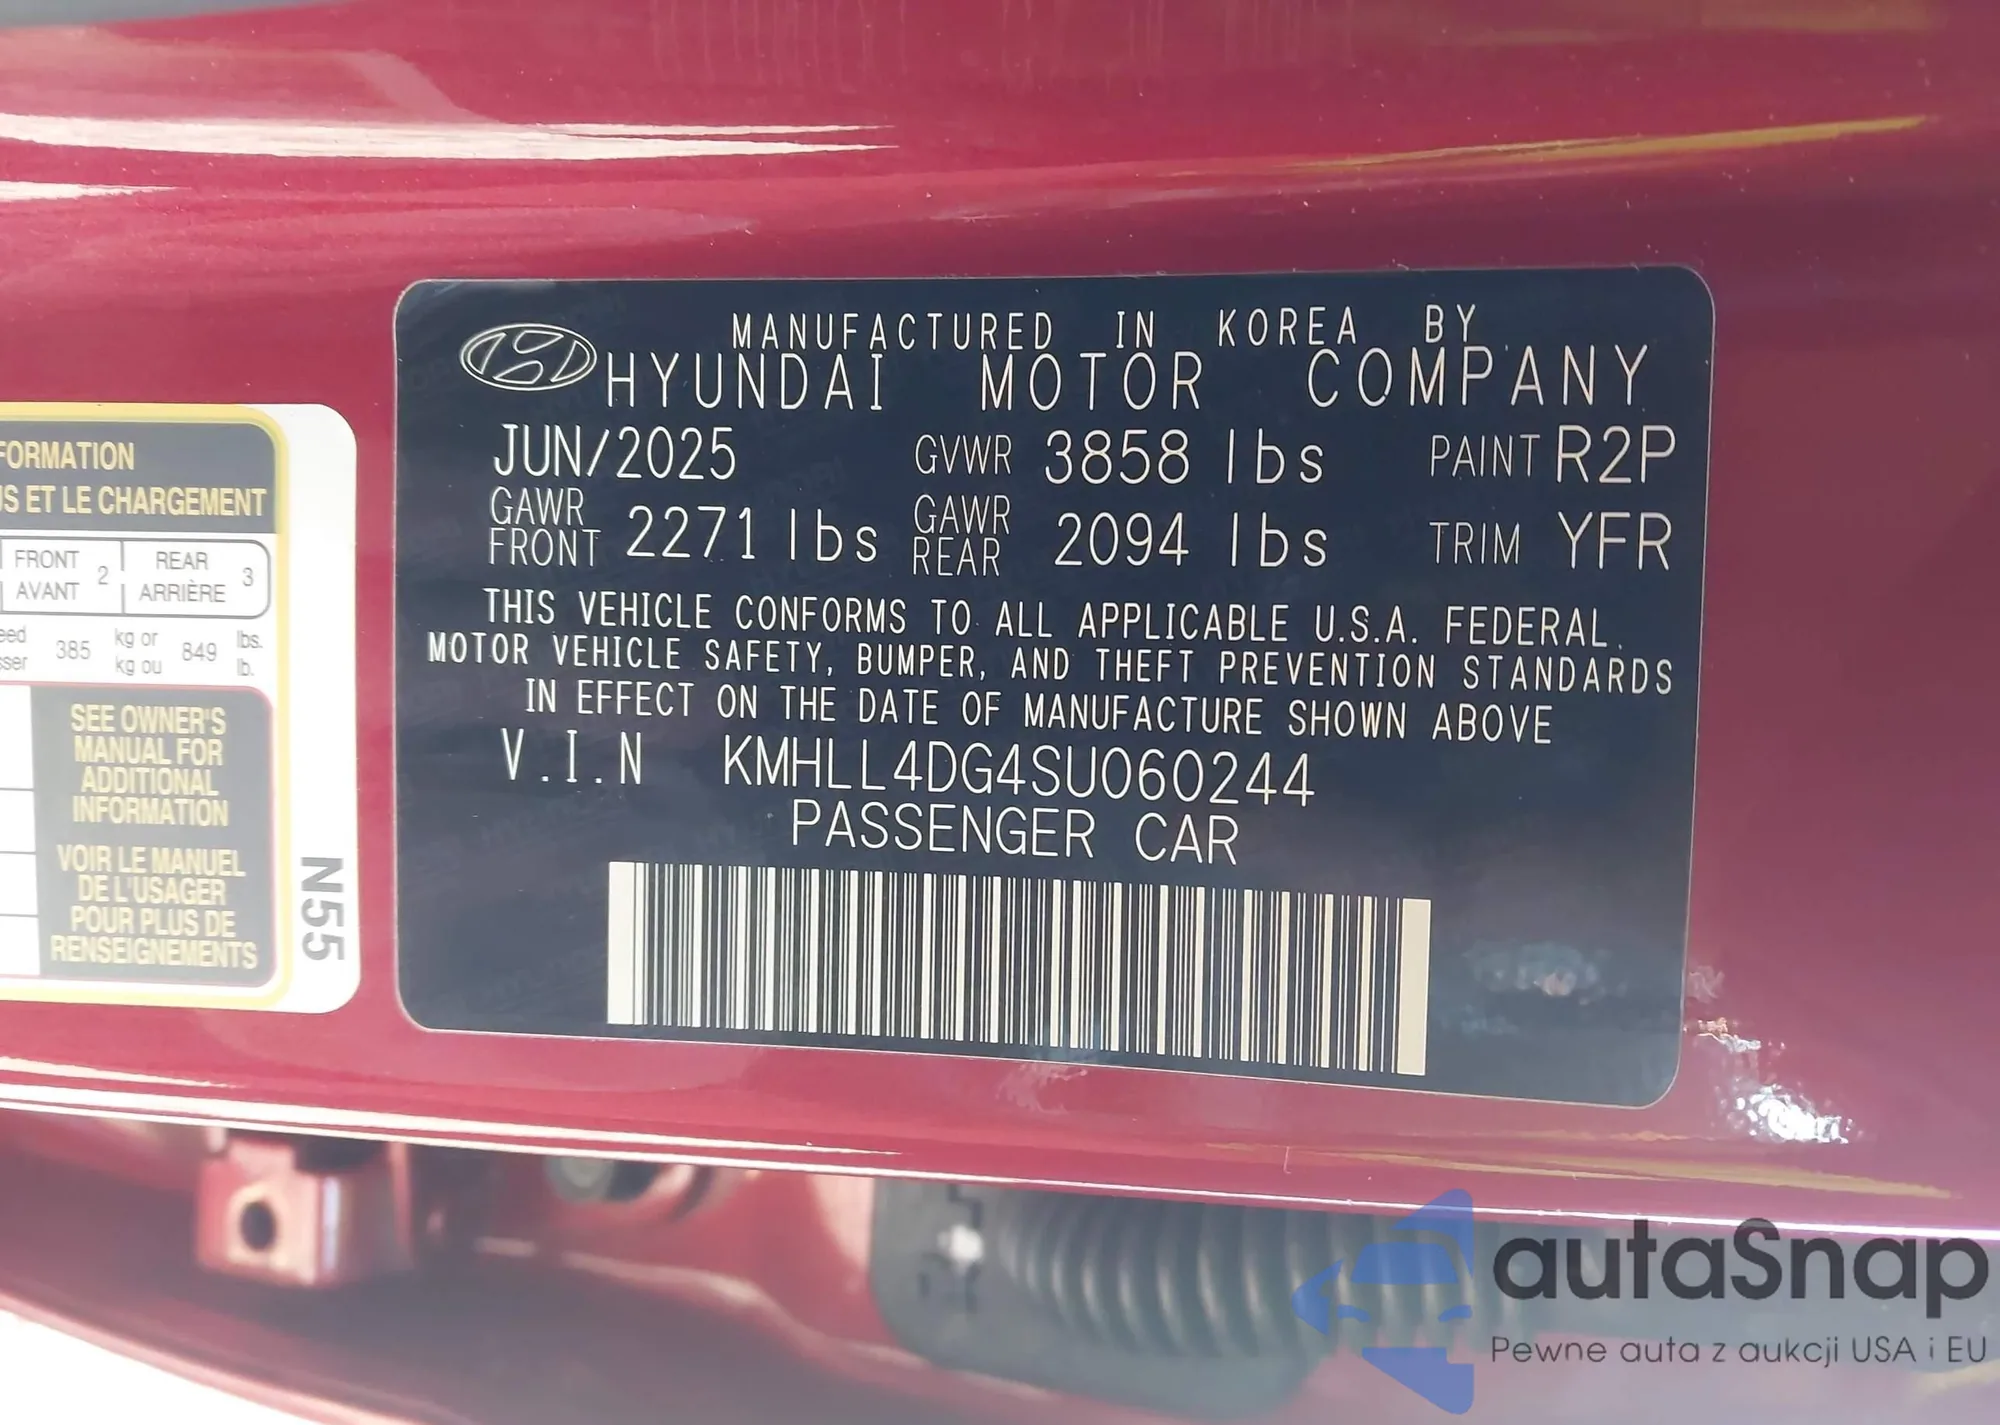 MANUFACTURED IN KOREA BY
HYUNDAI MOTOR COMPANY
JUN/2025 GVWR 3858 lbs PAINT R2P
GAWR FRONT 2271 lbs GAWR REAR 2094 lbs TRIM YFR
THIS VEHICLE CONFORMS TO ALL APPLICABLE U.S.A. FEDERAL
MOTOR VEHICLE SAFETY, BUMPER, AND THEFT PREVENTION STANDARDS
IN EFFECT ON THE DATE OF MANUFACTURE SHOWN ABOVE
V.I.N KMHLL4DG4SU060244
PASSENGER CAR
FORMATION
US ET LE CHARGEMENT
FRONT
AVANT 2
REAR
ARRIÈRE 3
385 kg or
kg ou 849 lbs.
lb.
SEE OWNER'S
MANUAL FOR
ADDITIONAL
INFORMATION
VOIR LE MANUEL
DE L'USAGER
POUR PLUS DE
RENSEIGNEMENTS
N55
autaSnap
Pewne auta z aukcji USA i EU